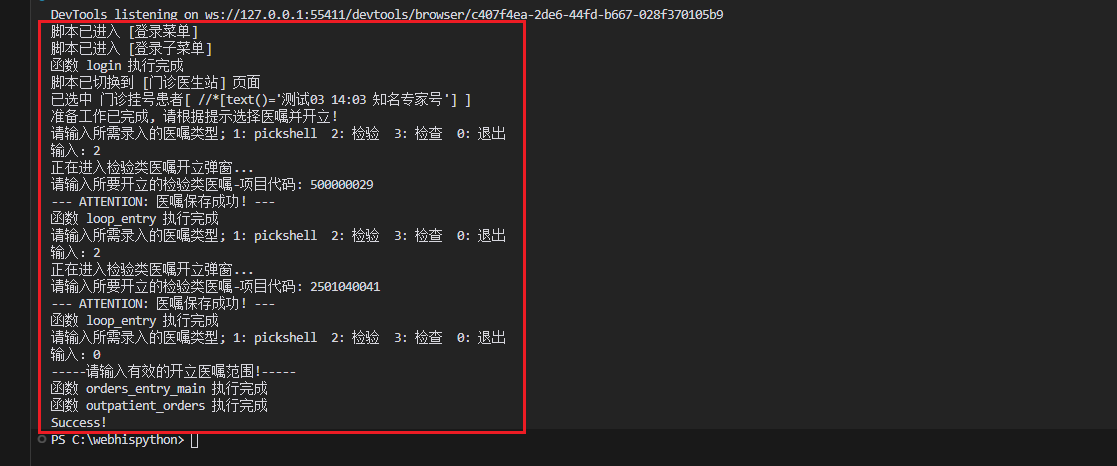 DevTools listening on ws://127.0.0.1:55411/devtools/browser/c407f4ea-2de6-44fd-b667-028f370105b9
脚本已进入 [登录菜单]
脚本已进入 [登录子菜单]
函数 login 执行完成
脚本已切换到 [门诊医生站] 页面
已选中 门诊挂号患者[ //*[text()='测试03 14:03 知名专家号'] ]
准备工作已完成, 请根据提示选择医嘱并开立!
请输入所需录入的医嘱类型; 1: pickshell  2: 检验  3: 检查  0: 退出
输入: 2
正在进入检验类医嘱开立弹窗...
请输入所要开立的检验类医嘱-项目代码: 500000029
--- ATTENTION: 医嘱保存成功! ---
函数 loop_entry 执行完成
请输入所需录入的医嘱类型; 1: pickshell  2: 检验  3: 检查  0: 退出
输入: 2
正在进入检验类医嘱开立弹窗...
请输入所要开立的检验类医嘱-项目代码: 2501040041
--- ATTENTION: 医嘱保存成功! ---
函数 loop_entry 执行完成
请输入所需录入的医嘱类型; 1: pickshell  2: 检验  3: 检查  0: 退出
输入: 0
-----请输入有效的开立医嘱范围!-----
函数 orders_entry_main 执行完成
函数 outpatient_orders 执行完成
Success!
PS C:\webhispython>